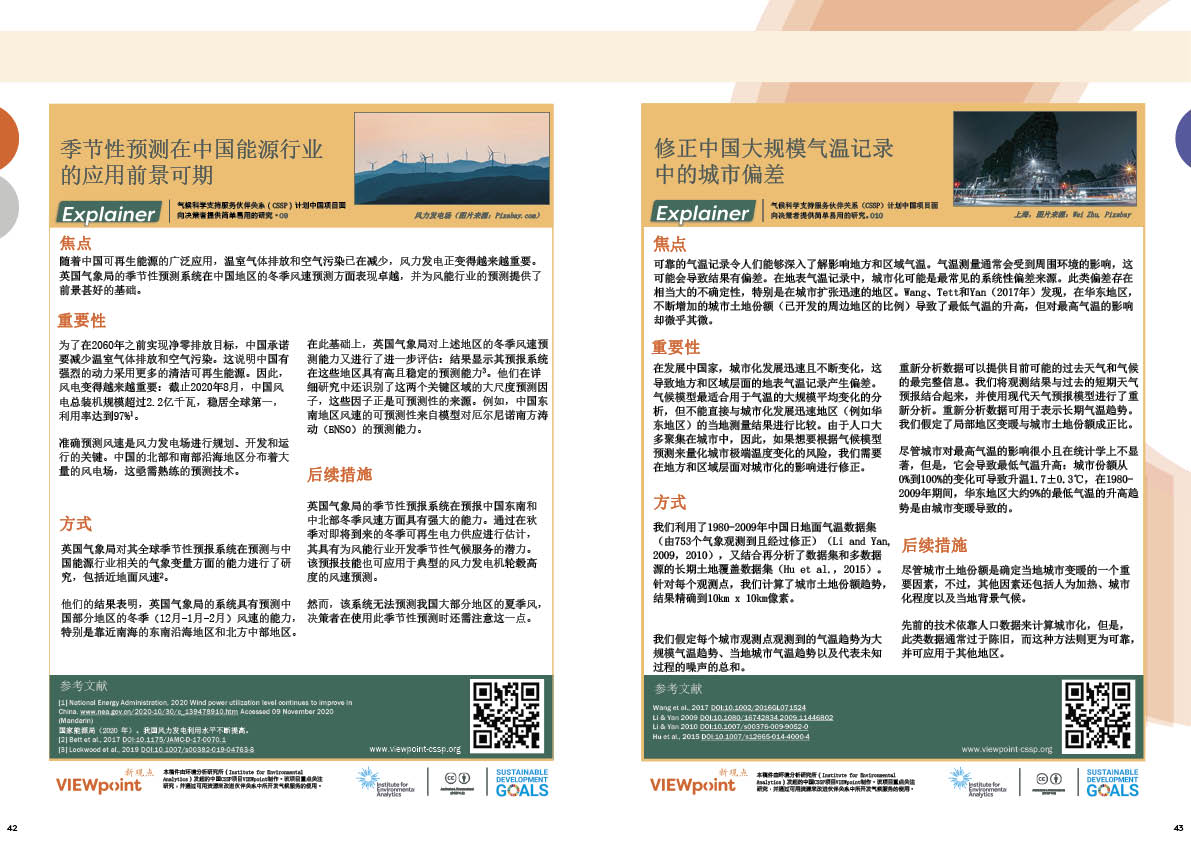 季节性预测在中国能源行业
的应用前景可期
Explainer
气候科学支持服务伙伴关系(CSSP)计划中国项目面
向决策者提供简单易用的研究。09
风力发电场(图片来源:Pixabay.com)
焦点
随着中国可再生能源的广泛应用,温室气体排放和空气污染已在减少,风力发电正变得越来越重要。
英国气象局的季节性预测系统在中国地区的冬季风速预测方面表现卓越,并为风能行业的预测提供了
前景甚好的基础。
重要性
为了在2060年之前实现净零排放目标,中国承诺
要减少温室气体排放和空气污染。这说明中国有
强烈的动力采用更多的清洁可再生能源。因此,
风电变得越来越重要:截止2020年8月,中国风
电总装机规模超过2.2亿千瓦,稳居全球第一,
利用率达到97%¹。
准确预测风速是风力发电场进行规划、开发和运
行的关键。中国的北部和南部沿海地区分布着大
量的风电场,这亟需熟练的预测技术。
方式
英国气象局对其全球季节性预报系统在预测与中
国能源行业相关的气象变量方面的能力进行了研
究,包括近地面风速²。
他们的结果表明,英国气象局的系统具有预测中
国部分地区的冬季(12月-1月-2月)风速的能力,
特别是靠近南海的东南沿海地区和北方中部地区。
在此基础上,英国气象局对上述地区的冬季风速预
测能力又进行了进一步评估:结果显示其预报系统
在这些地区具有高且稳定的预测能力³。他们在详
细研究中还识别了这两个关键区域的大尺度预测因
子,这些因子正是可预测性的来源。例如,中国东
南地区风速的可预测性来自模型对厄尔尼诺南方涛
动(ENSO)的预测能力。
后续措施
英国气象局的季节性预报系统在预报中国东南和
中北部冬季风速方面具有强大的能力。通过在秋
季对即将到来的冬季可再生电力供应进行估计,
其具有为风能行业开发季节性气候服务的潜力。
该预报技能也可应用于典型的风力发电机轮毂高
度的风速预测。
然而,该系统无法预测我国大部分地区的夏季风,
决策者在使用此季节性预测时还需注意这一点。
参考文献
[1] National Energy Administration, 2020 Wind power utilization level continues to improve in
China. www.nea.gov.cn/2020-10/30/c_139478910.htm Accessed 09 November 2020
(Mandarin)
国家能源局(2020 年)。我国风力发电利用水平不断提高。
[2] Bett et al., 2017 DOI:10.1175/JAMC-D-17-0070.1
[3] Lockwood et al., 2019 DOI:10.1007/s00382-019-04763-8
www.viewpoint-cssp.org
新观点
VIEWpoint
本稿件由环境分析研究所(Institute for Environmental
Analytics)发起的中国CSSP项目VIEWpoint制作。该项目重点关注
研究,并通过可用资源来改进伙伴关系中所开发气候服务的使用。
Institute for
Environmental
Analytics
SUSTAINABLE
DEVELOPMENT
GOALS
42
修正中国大规模气温记录
中的城市偏差
Explainer
气候科学支持服务伙伴关系(CSSP)计划中国项目面
向决策者提供简单易用的研究。010
上海,图片来源:Wei Zhu, Pixabay
焦点
可靠的气温记录令人们能够深入了解影响地方和区域气温。气温测量通常会受到周围环境的影响,这
可能会导致结果有偏差。在地表气温记录中,城市化可能是最常见的系统性偏差来源。此类偏差存在
相当大的不确定性,特别是在城市扩张迅速的地区。Wang、Tett和Yan(2017年)发现,在华东地区,
不断增加的城市土地份额(已开发的周边地区的比例)导致了最低气温的升高,但对最高气温的影响
却微乎其微。
重要性
在发展中国家,城市化发展迅速且不断变化,这
导致地方和区域层面的地表气温记录产生偏差。
气候模型最适合用于气温的大规模平均变化的分
析,但不能直接与城市化发展迅速地区(例如华
东地区)的当地测量结果进行比较。由于人口大
多聚集在城市中,因此,如果想要根据气候模型
预测来量化城市极端温度变化的风险,我们需要
在地方和区域层面对城市化的影响进行修正。
方式
我们利用了1980-2009年中国日地面气温数据集
(由753个气象观测到且经过修正)(Li and Yan,
2009, 2010),又结合再分析了数据集和多数据
源的长期土地覆盖数据集(Hu et al., 2015)。
针对每个观测点,我们计算了城市土地份额趋势,
结果精确到10km x 10km像素。
我们假定每个城市观测点观测到的气温趋势为大
规模气温趋势、当地城市气温趋势以及代表未知
过程的噪声的总和。
重新分析数据可以提供目前可能的过去天气和气候
的最完整信息。我们将观测结果与过去的短期天气
预报结合起来,并使用现代天气预报模型进行了重
新分析。重新分析数据可用于表示长期气温趋势。
我们假定了局部地区变暖与城市土地份额成正比。
尽管城市对最高气温的影响很小且在统计学上不显
著,但是,它会导致最低气温升高:城市份额从
0%到100%的变化可导致升温1.7±0.3℃,在1980-
2009年期间,华东地区大约9%的最低气温的升高趋
势是由城市变暖导致的。
后续措施
尽管城市土地份额是确定当地城市变暖的一个重
要因素,不过,其他因素还包括人为加热、城市
化程度以及当地背景气候。
先前的技术依靠人口数据来计算城市化,但是,
此类数据通常过于陈旧,而这种方法则更为可靠,
并可应用于其他地区。
参考文献
Wang et al., 2017 DOI:10.1002/2016GL071524
Li & Yan 2009 DOI:10.1080/16742834.2009.11446802
Li & Yan 2010 DOI:10.1007/s00376-009-9052-0
Hu et al., 2015 DOI:10.1007/s12665-014-4000-4
www.viewpoint-cssp.org
新观点
VIEWpoint
本稿件由环境分析研究所(Institute for Environmental
Analytics)发起的中国CSSP项目VIEWpoint制作。该项目重点关注
研究,并通过可用资源来改进伙伴关系中所开发气候服务的使用。
Institute for
Environmental
Analytics
SUSTAINABLE
DEVELOPMENT
GOALS
43